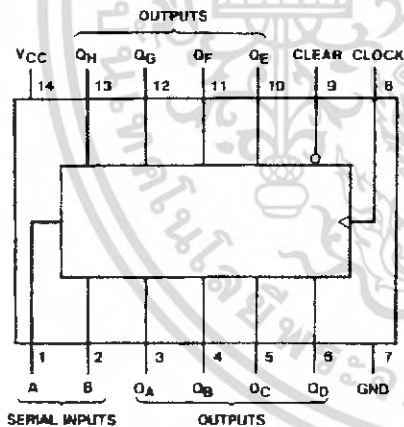 OUTPUTS
VCC QH QG QF QE CLEAR CLOCK
14 13 12 11 10 9 8
1 2 3 4 5 6 7
A B QA QB QC QD GND
SERIAL INPUTS OUTPUTS